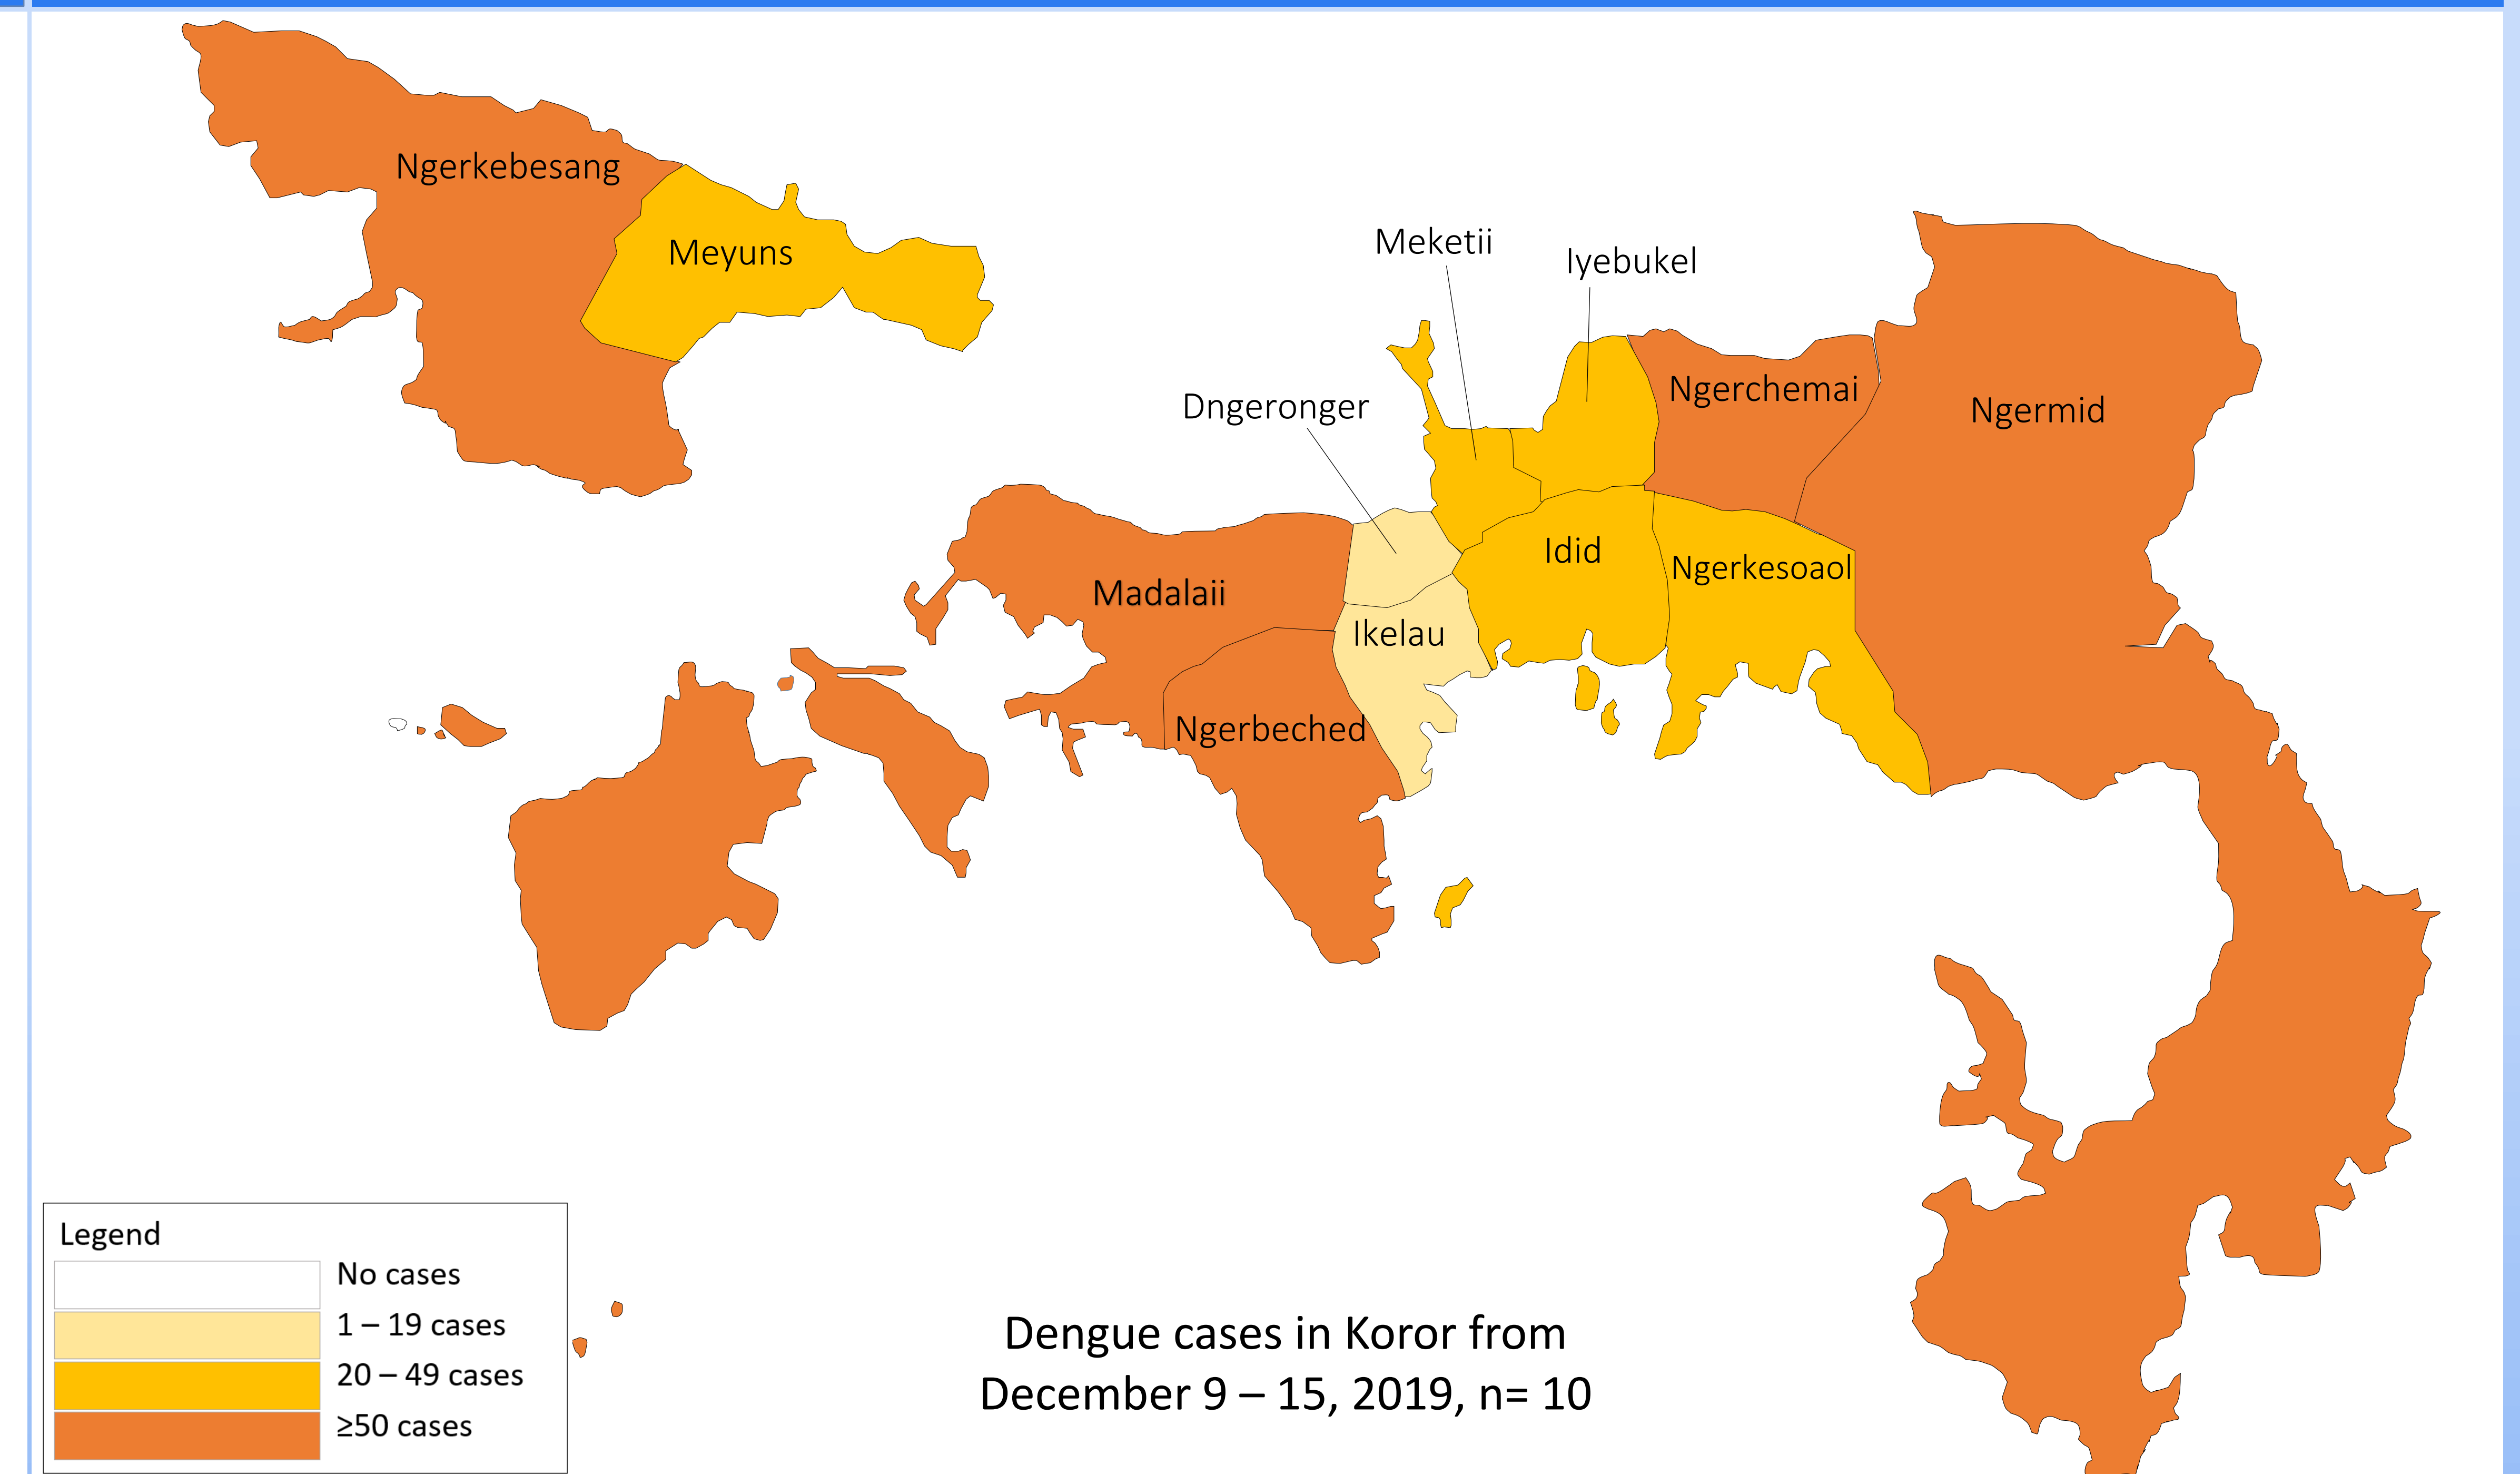 Ngerkebesang
Meyuns
Meketii
Iyebukel
Dngeronger
Ngerchemai
Ngermid
Idid
Ngerkesoaol
Madalaii
Ikelau
Ngerbeched
Legend
No cases
1 – 19 cases
20 – 49 cases
≥50 cases
Dengue cases in Koror from
December 9 – 15, 2019, n= 10